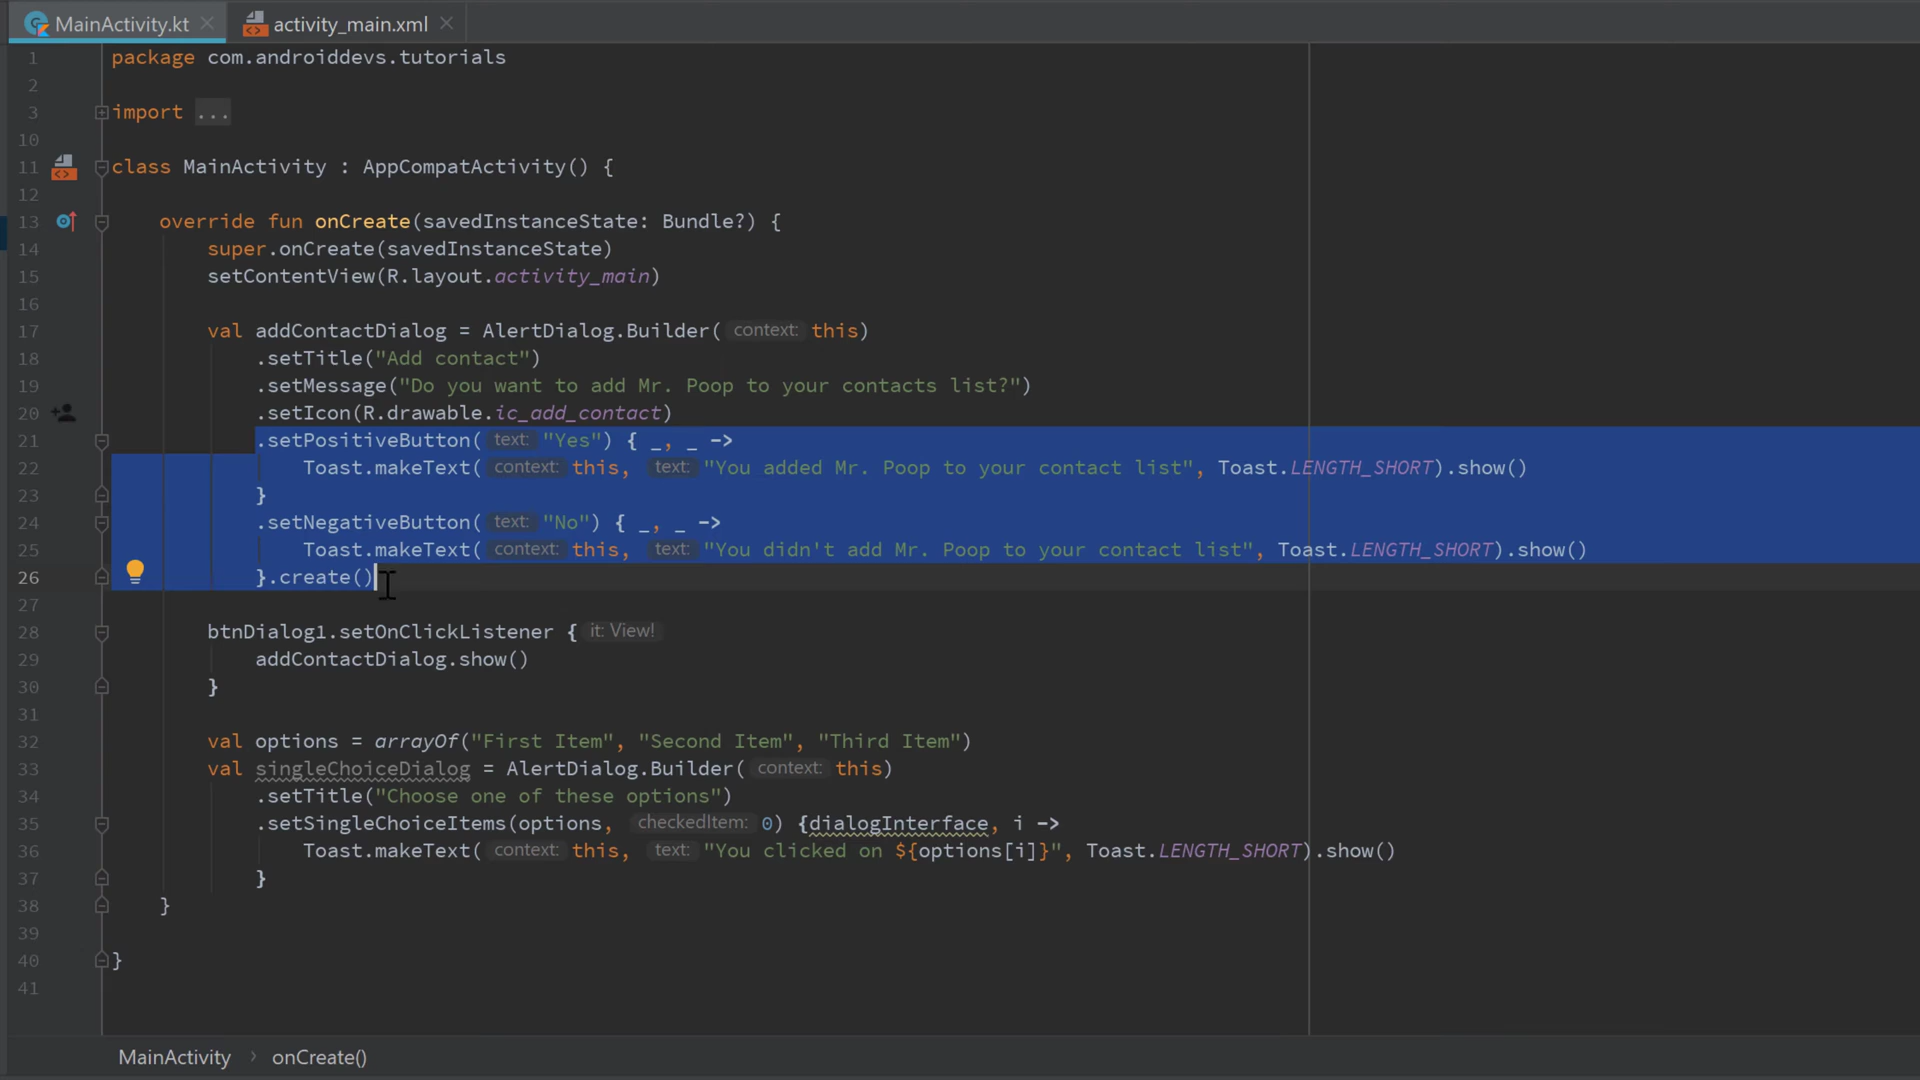 MainActivity.kt
activity_main.xml
1 package com.androiddevs.tutorials
2
3 import ...
10
11 class MainActivity : AppCompatActivity() {
12
13 override fun onCreate(savedInstanceState: Bundle?) {
14 super.onCreate(savedInstanceState)
15 setContentView(R.layout.activity_main)
16
17 val addContactDialog = AlertDialog.Builder( context: this)
18 .setTitle("Add contact")
19 .setMessage("Do you want to add Mr. Poop to your contacts list?")
20 .setIcon(R.drawable.ic_add_contact)
21 .setPositiveButton( text: "Yes") { _, _ ->
22 Toast.makeText( context: this, text: "You added Mr. Poop to your contact list", Toast.LENGTH_SHORT).show()
23 }
24 .setNegativeButton( text: "No") { _, _ ->
25 Toast.makeText( context: this, text: "You didn't add Mr. Poop to your contact list", Toast.LENGTH_SHORT).show()
26 }.create()
27
28 btnDialog1.setOnClickListener { it: View!
29 addContactDialog.show()
30 }
31
32 val options = arrayOf("First Item", "Second Item", "Third Item")
33 val singleChoiceDialog = AlertDialog.Builder( context: this)
34 .setTitle("Choose one of these options")
35 .setSingleChoiceItems(options, checkedItem: 0) {dialogInterface, i ->
36 Toast.makeText( context: this, text: "You clicked on ${options[i]}", Toast.LENGTH_SHORT).show()
37 }
38 }
39
40 }
41
MainActivity › onCreate()